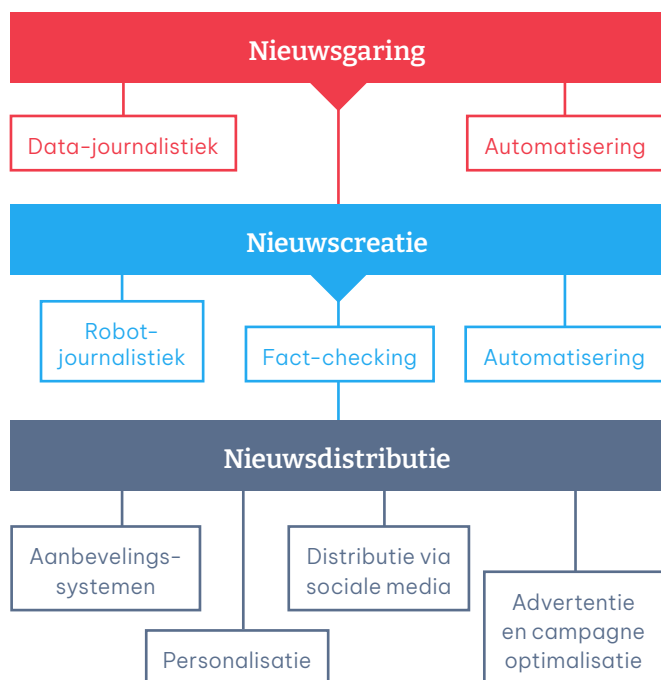 Nieuwsgaring
Data-journalistiek
Automatisering
Nieuwscreatie
Robot-
journalistiek
Fact-checking
Automatisering
Nieuwsdistributie
Aanbevelings-
systemen
Personalisatie
Distributie via
sociale media
Advertentie
en campagne
optimalisatie